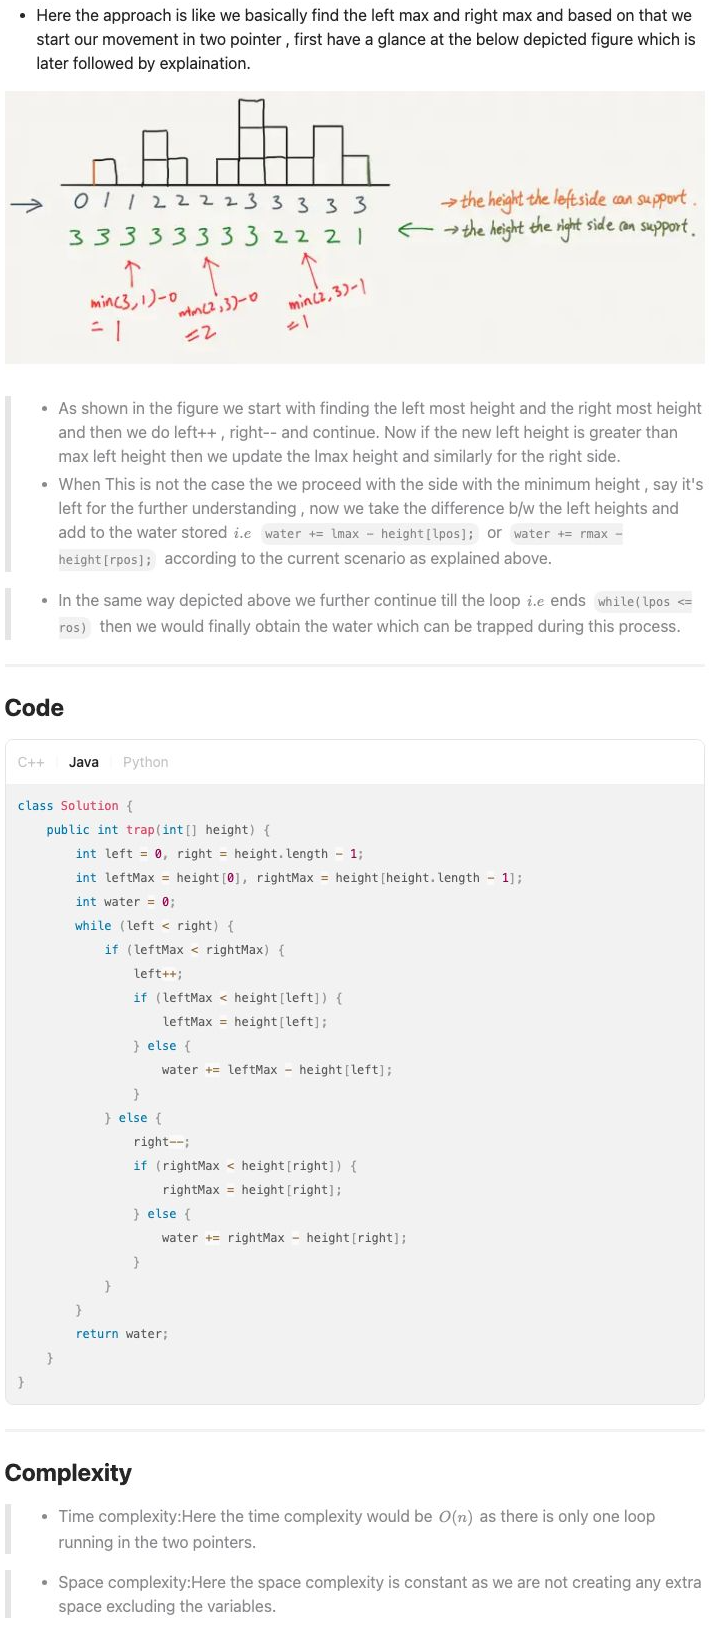 Here the approach is like we basically find the left max and right max and based on that we
start our movement in two pointer , first have a glance at the below depicted figure which is
later followed by explaination.
0 1 1 2 2 2 2 3 3 3 3 3
→ the height the left side can support .
3 3 3 3 3 3 3 3 2 2 2 1
← → the height the right side can support.
min(3,1)-0
= 1
min(2,3)-0
=2
min(2,3)-1
=1
As shown in the figure we start with finding the left most height and the right most height
and then we do left++ , right-- and continue. Now if the new left height is greater than
max left height then we update the lmax height and similarly for the right side.
When This is not the case the we proceed with the side with the minimum height , say it's
left for the further understanding , now we take the difference b/w the left heights and
add to the water stored i.e water += lmax - height[lpos]; or water += rmax -
height[rpos]; according to the current scenario as explained above.
In the same way depicted above we further continue till the loop i.e ends while(lpos <=
ros) then we would finally obtain the water which can be trapped during this process.
Code
C++ Java Python
class Solution {
public int trap(int[] height) {
int left = 0, right = height.length - 1;
int leftMax = height[0], rightMax = height[height.length - 1];
int water = 0;
while (left < right) {
if (leftMax < rightMax) {
left++;
if (leftMax < height[left]) {
leftMax = height[left];
} else {
water += leftMax - height[left];
}
} else {
right--;
if (rightMax < height[right]) {
rightMax = height[right];
} else {
water += rightMax - height[right];
}
}
}
return water;
}
}
Complexity
Time complexity:Here the time complexity would be O(n) as there is only one loop
running in the two pointers.
Space complexity:Here the space complexity is constant as we are not creating any extra
space excluding the variables.